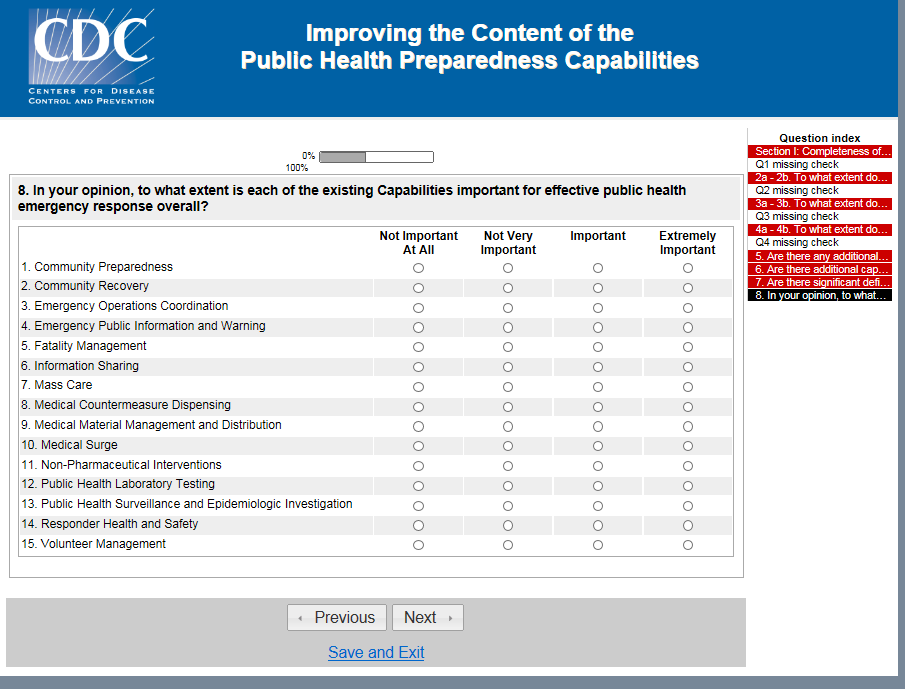 CDC
CENTERS FOR DISEASE
CONTROL AND PREVENTION
Improving the Content of the
Public Health Preparedness Capabilities
0%
100%
8. In your opinion, to what extent is each of the existing Capabilities important for effective public health
emergency response overall?
Not Important At All
Not Very Important
Important
Extremely Important
1. Community Preparedness
2. Community Recovery
3. Emergency Operations Coordination
4. Emergency Public Information and Warning
5. Fatality Management
6. Information Sharing
7. Mass Care
8. Medical Countermeasure Dispensing
9. Medical Material Management and Distribution
10. Medical Surge
11. Non-Pharmaceutical Interventions
12. Public Health Laboratory Testing
13. Public Health Surveillance and Epidemiologic Investigation
14. Responder Health and Safety
15. Volunteer Management
Previous
Next
Save and Exit
Question index
Section I: Completeness of...
Q1 missing check
2a - 2b. To what extent do...
Q2 missing check
3a - 3b. To what extent do...
Q3 missing check
4a - 4b. To what extent do...
Q4 missing check
5. Are there any additional...
6. Are there additional cap...
7. Are there significant defi...
8. In your opinion, to what...